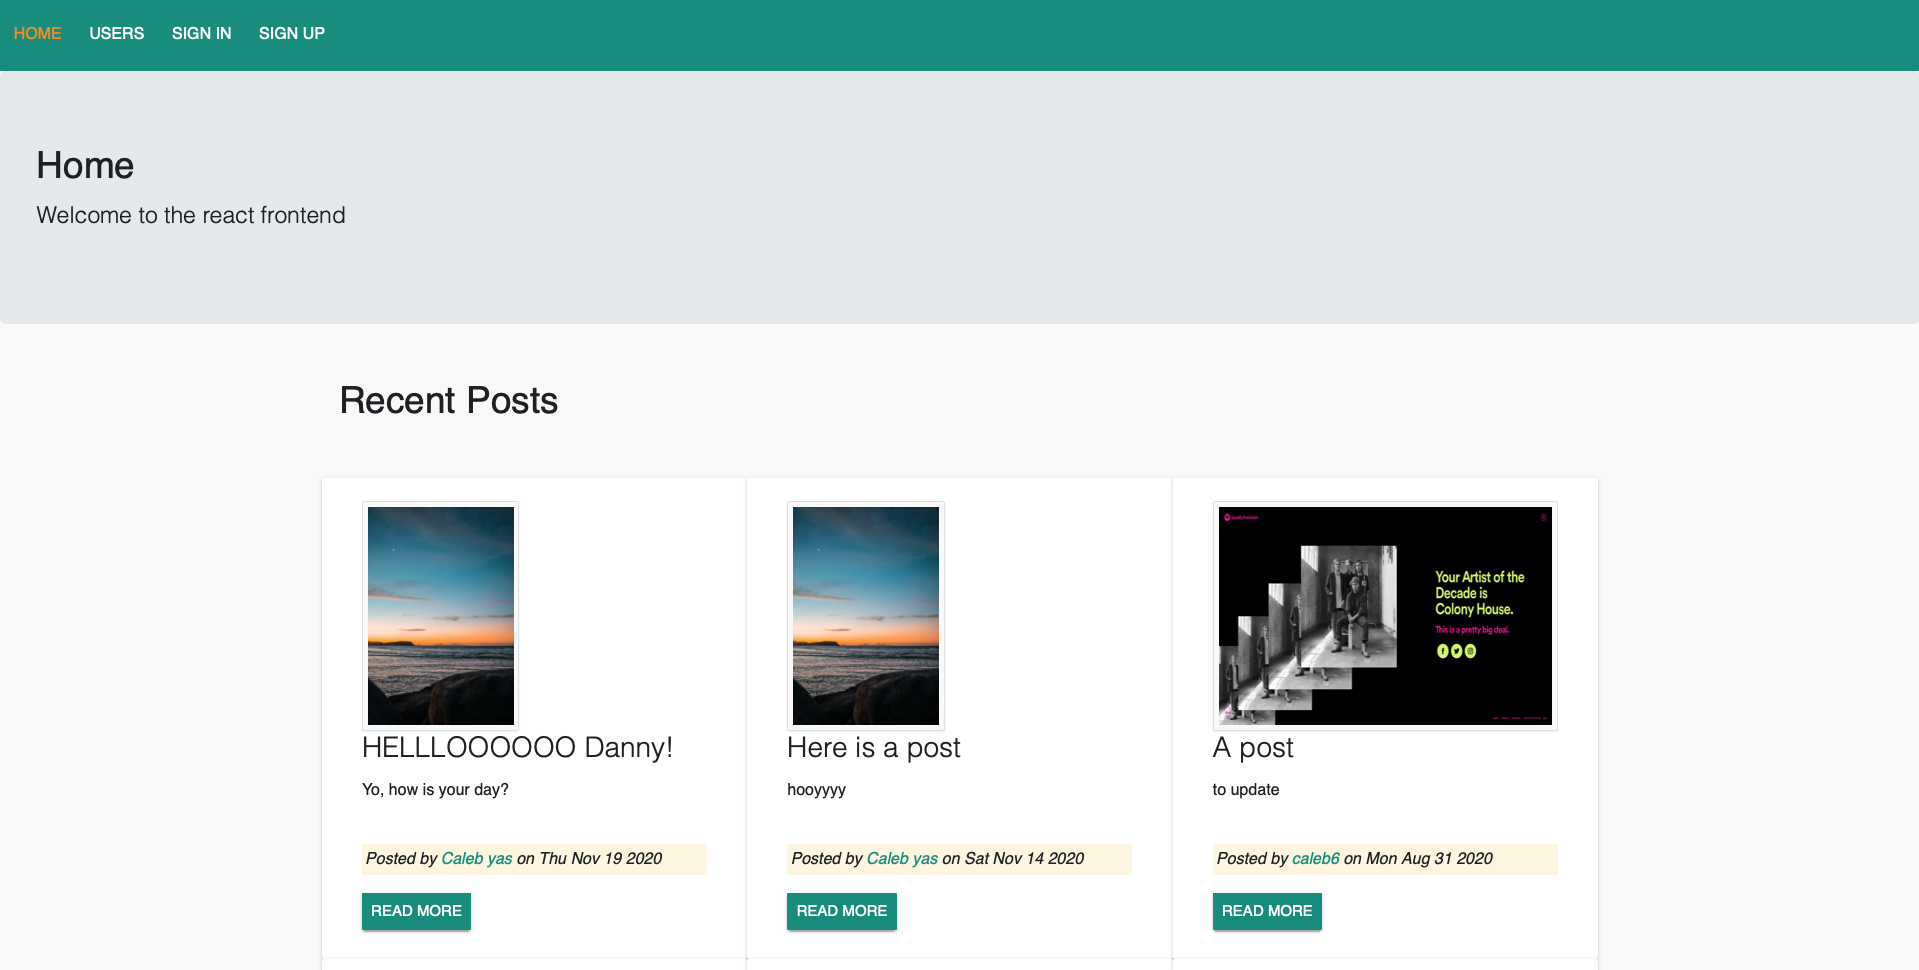 HOME USERS SIGN IN SIGN UP
Home
Welcome to the react frontend
Recent Posts
HELLLOOOOOO Danny!
Yo, how is your day?
Posted by Caleb yas on Thu Nov 19 2020
READ MORE
Here is a post
hooyyyy
Posted by Caleb yas on Sat Nov 14 2020
READ MORE
Spotify Premium
Your Artist of the
Decade is
Colony House.
This is a pretty big deal.
A post
to update
Posted by caleb6 on Mon Aug 31 2020
READ MORE